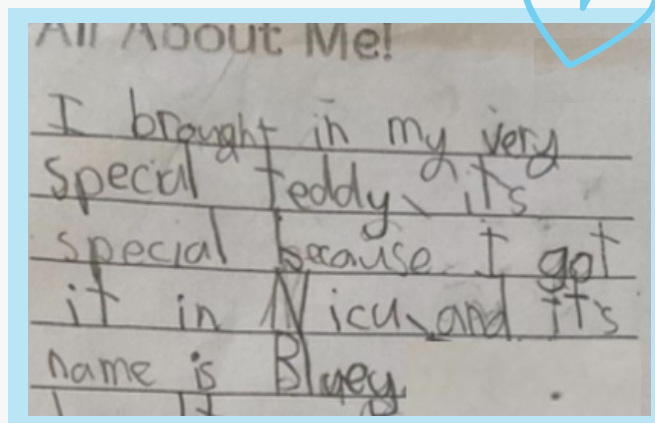 All About Me!
I brought in my very
special teddy, it's
special because I got
it in Nicu, and it's
name is Bluey